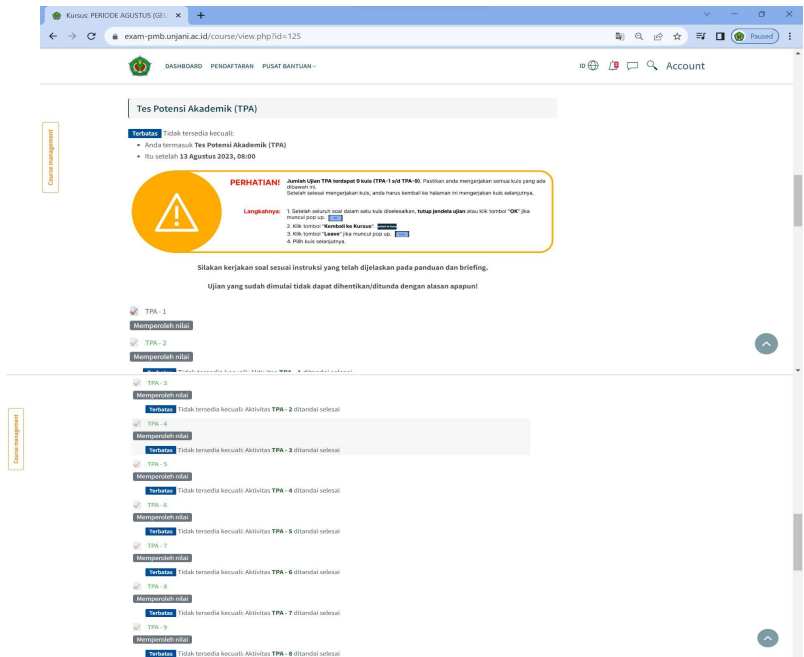 Kursus: PERIODE AGUSTUS (GEL
exam-pmb.unjani.ac.id/course/view.php?id=125
Paused
DASHBOARD PENDAFTARAN PUSAT BANTUAN
ID
Account
Tes Potensi Akademik (TPA)
Terbatas Tidak tersedia kecuali:
Anda termasuk Tes Potensi Akademik (TPA)
Itu setelah 13 Agustus 2023, 08:00
Course management
PERHATIAN! Jumlah Ujian TPA terdapat 9 kuis (TPA-1 s/d TPA-9). Pastikan anda mengerjakan semua kuis yang ada
dibawah ini.
Setelah selesai mengerjakan kuis, anda harus kembali ke halaman ini mengerjakan kuis selanjutnya.
Langkahnya: 1. Setelah seluruh soal dalam satu kuis diselesaikan, tutup jendela ujian atau klik tombol "OK" jika
muncul pop up.
2. Klik tombol "Kembali ke Kursus".
3. Klik tombol "Leave" jika muncul pop up.
4. Pilih kuis selanjutnya.
Silakan kerjakan soal sesuai instruksi yang telah dijelaskan pada panduan dan briefing.
Ujian yang sudah dimulai tidak dapat dihentikan/ditunda dengan alasan apapun!
TPA - 1
Memperoleh nilai
TPA - 2
Memperoleh nilai
Terbatas Tidak tersedia kecuali: Aktivitas TPA - 1 ditandai selesai
TPA - 3
Memperoleh nilai
Terbatas Tidak tersedia kecuali: Aktivitas TPA - 2 ditandai selesai
Course management
TPA - 4
Memperoleh nilai
Terbatas Tidak tersedia kecuali: Aktivitas TPA - 3 ditandai selesai
TPA - 5
Memperoleh nilai
Terbatas Tidak tersedia kecuali: Aktivitas TPA - 4 ditandai selesai
TPA - 6
Memperoleh nilai
Terbatas Tidak tersedia kecuali: Aktivitas TPA - 5 ditandai selesai
TPA - 7
Memperoleh nilai
Terbatas Tidak tersedia kecuali: Aktivitas TPA - 6 ditandai selesai
TPA - 8
Memperoleh nilai
Terbatas Tidak tersedia kecuali: Aktivitas TPA - 7 ditandai selesai
TPA - 9
Memperoleh nilai
Terbatas Tidak tersedia kecuali: Aktivitas TPA - 8 ditandai selesai